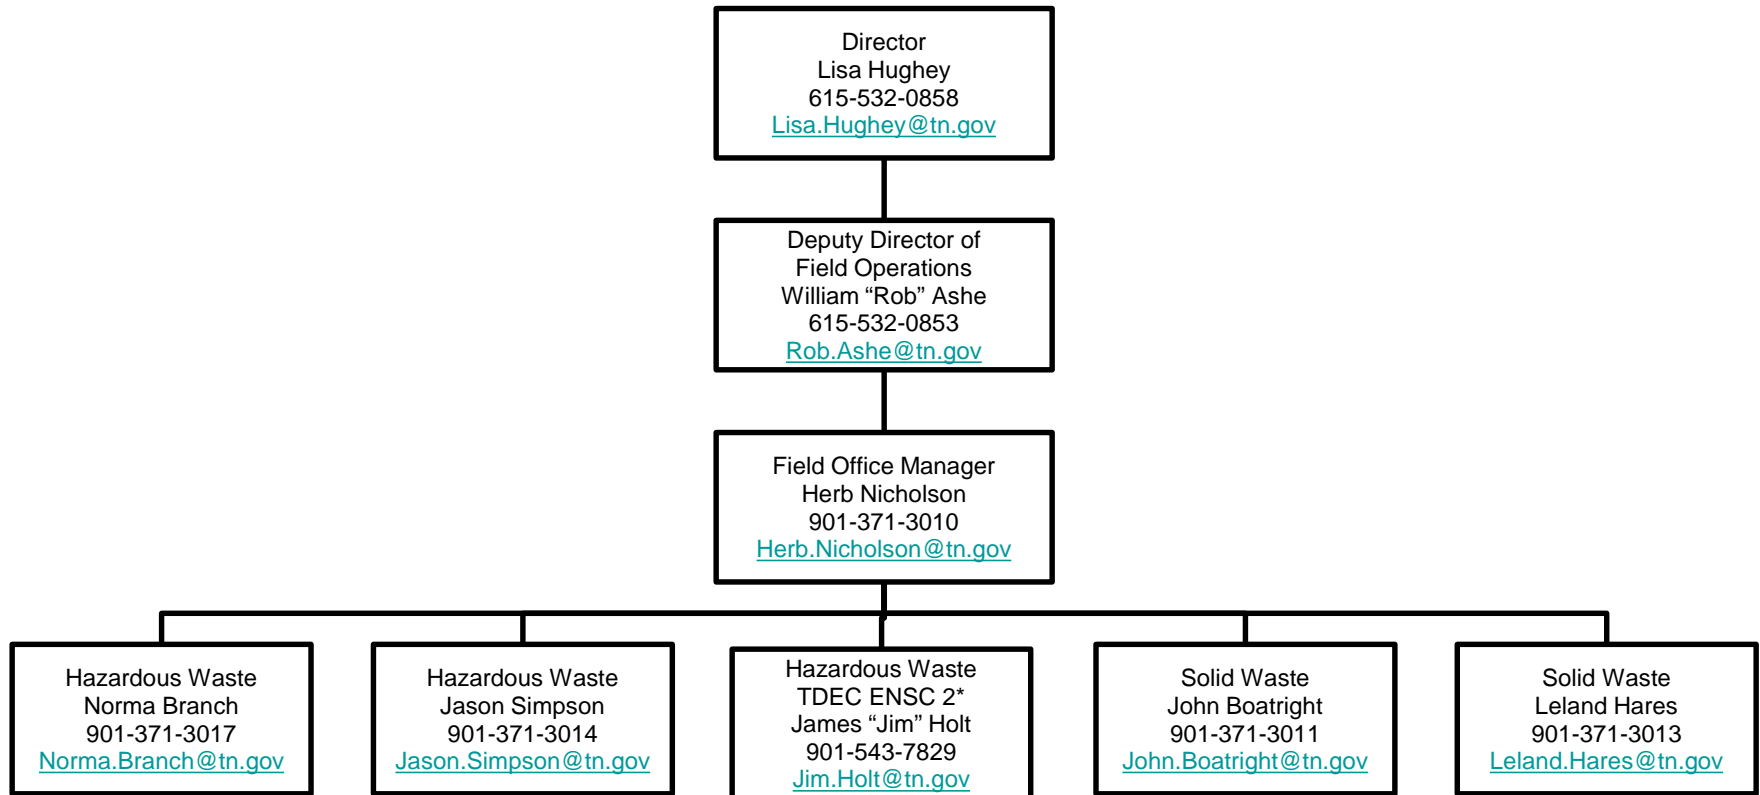 Director
Lisa Hughey
615-532-0858
Lisa.Hughey@tn.gov
Deputy Director of
Field Operations
William “Rob” Ashe
615-532-0853
Rob.Ashe@tn.gov
Field Office Manager
Herb Nicholson
901-371-3010
Herb.Nicholson@tn.gov
Hazardous Waste
Norma Branch
901-371-3017
Norma.Branch@tn.gov
Hazardous Waste
Jason Simpson
901-371-3014
Jason.Simpson@tn.gov
Hazardous Waste
TDEC ENSC 2*
James “Jim” Holt
901-543-7829
Jim.Holt@tn.gov
Solid Waste
John Boatright
901-371-3011
John.Boatright@tn.gov
Solid Waste
Leland Hares
901-371-3013
Leland.Hares@tn.gov